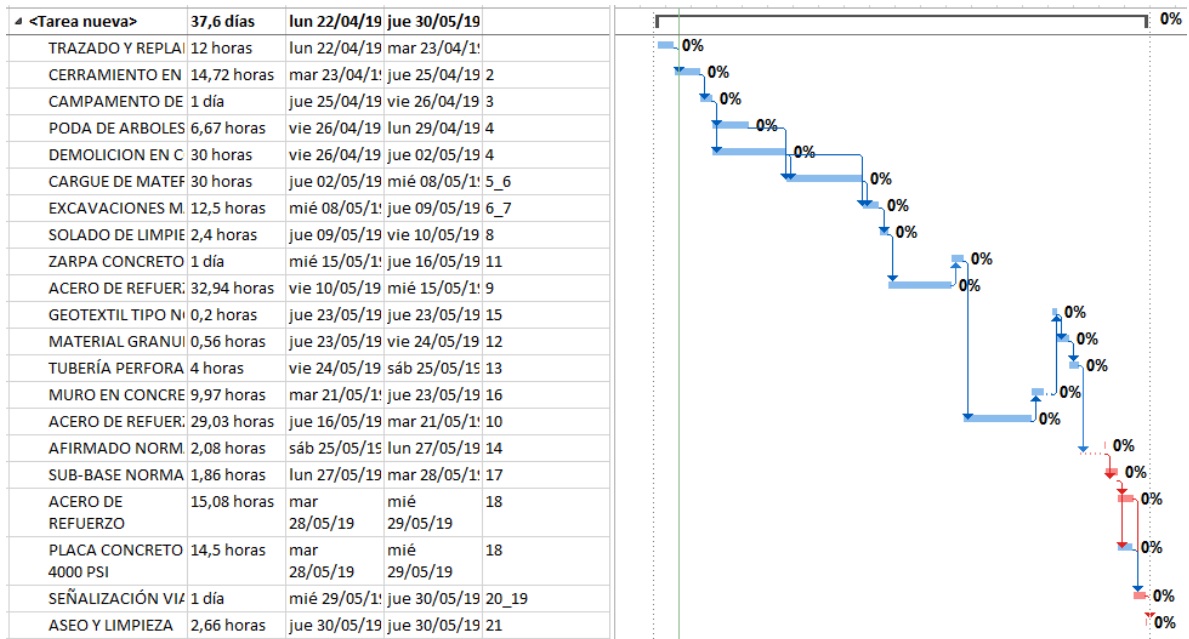 <Tarea nueva> 37,6 días lun 22/04/19 jue 30/05/19 0%
TRAZADO Y REPLAI 12 horas lun 22/04/19 mar 23/04/1 0%
CERRAMIENTO EN 14,72 horas mar 23/04/1 jue 25/04/19 2 0%
CAMPAMENTO DE 1 día jue 25/04/19 vie 26/04/19 3 0%
PODA DE ARBOLES 6,67 horas vie 26/04/19 lun 29/04/19 4 0%
DEMOLICION EN C 30 horas vie 26/04/19 jue 02/05/19 4 0%
CARGUE DE MATER 30 horas jue 02/05/19 mié 08/05/1 5_6 0%
EXCAVACIONES M. 12,5 horas mié 08/05/1 jue 09/05/19 6_7 0%
SOLADO DE LIMPIE 2,4 horas jue 09/05/19 vie 10/05/19 8 0%
ZARPA CONCRETO 1 día mié 15/05/1 jue 16/05/19 11 0%
ACERO DE REFUER 32,94 horas vie 10/05/19 mié 15/05/1 9 0%
GEOTEXTIL TIPO N 0,2 horas jue 23/05/19 jue 23/05/19 15 0%
MATERIAL GRANUI 0,56 horas jue 23/05/19 vie 24/05/19 12 0%
TUBERÍA PERFORA 4 horas vie 24/05/19 sáb 25/05/19 13 0%
MURO EN CONCRE 9,97 horas mar 21/05/1 jue 23/05/19 16 0%
ACERO DE REFUER 29,03 horas jue 16/05/19 mar 21/05/1 10 0%
AFIRMADO NORM. 2,08 horas sáb 25/05/19 lun 27/05/19 14 0%
SUB-BASE NORMA 1,86 horas lun 27/05/19 mar 28/05/1 17 0%
ACERO DE 15,08 horas mar mié 18 0%
REFUERZO 28/05/19 29/05/19
PLACA CONCRETO 14,5 horas mar mié 18 0%
4000 PSI 28/05/19 29/05/19
SEÑALIZACIÓN VIA 1 día mié 29/05/1 jue 30/05/19 20_19 0%
ASEO Y LIMPIEZA 2,66 horas jue 30/05/19 jue 30/05/19 21 0%